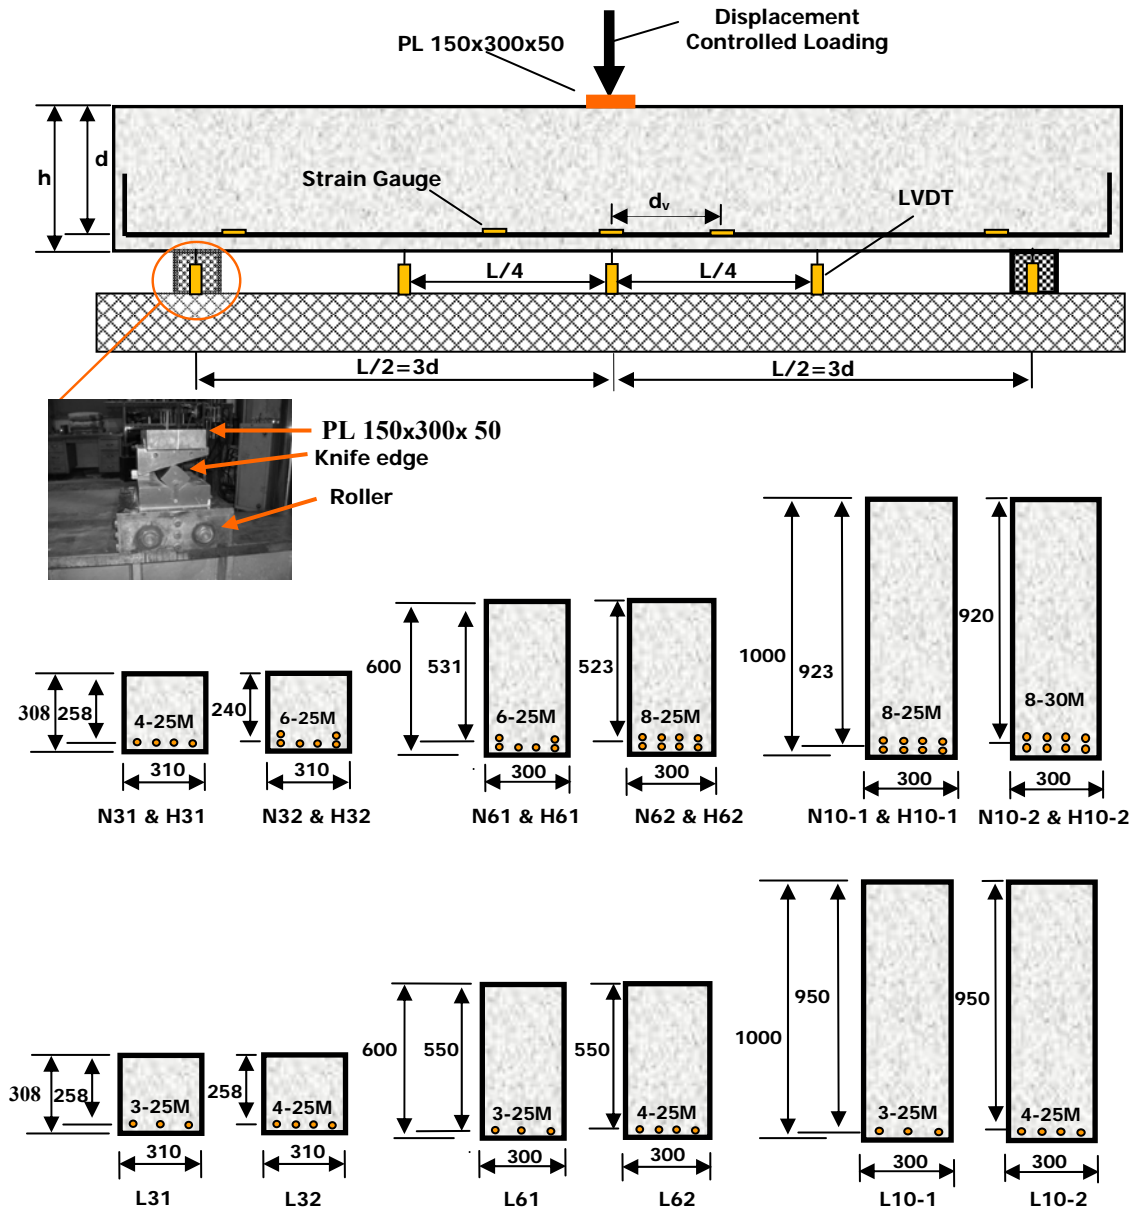 Displacement
Controlled Loading
PL 150x300x50
h
d
Strain Gauge
dv
LVDT
L/4
L/4
L/2=3d
L/2=3d
PL 150x300x 50
Knife edge
Roller
308
258
4-25M
310
N31 & H31
240
6-25M
310
N32 & H32
600
531
6-25M
300
N61 & H61
523
8-25M
300
N62 & H62
1000
923
8-25M
300
N10-1 & H10-1
920
8-30M
300
N10-2 & H10-2
308
258
3-25M
310
L31
258
4-25M
310
L32
600
550
3-25M
300
L61
550
4-25M
300
L62
1000
950
3-25M
300
L10-1
950
4-25M
300
L10-2